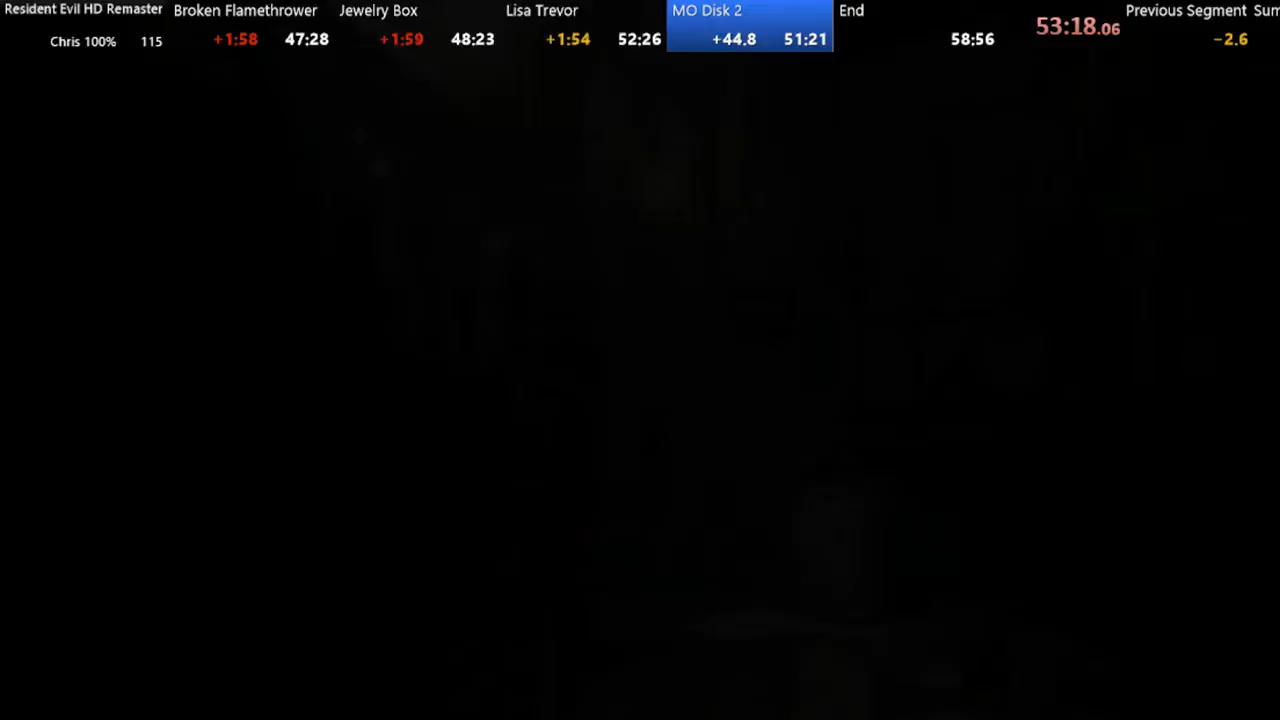 Resident Evil HD Remaster
Chris 100% 115
Broken Flamethrower
+1:58 47:28
Jewelry Box
+1:59 48:23
Lisa Trevor
+1:54 52:26
MO Disk 2
+44.8 51:21
End
58:56
53:18.06
Previous Segment
-2.6